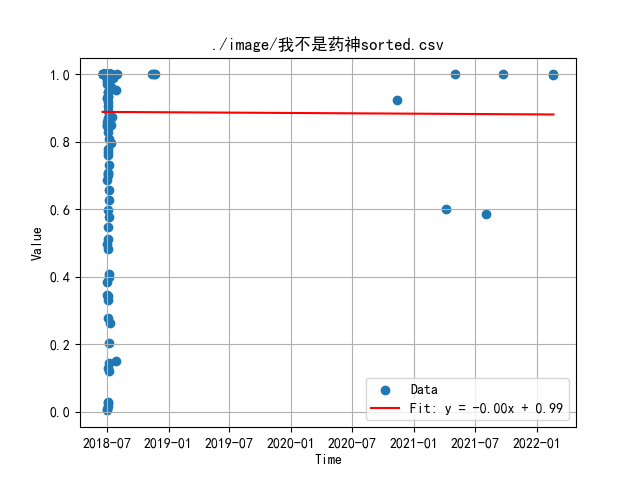 ./image/我不是药神sorted.csv
1.0
0.8
0.6
0.4
0.2
0.0
Value
2018-07 2019-01 2019-07 2020-01 2020-07 2021-01 2021-07 2022-01
Time
Data
Fit: y = -0.00x + 0.99